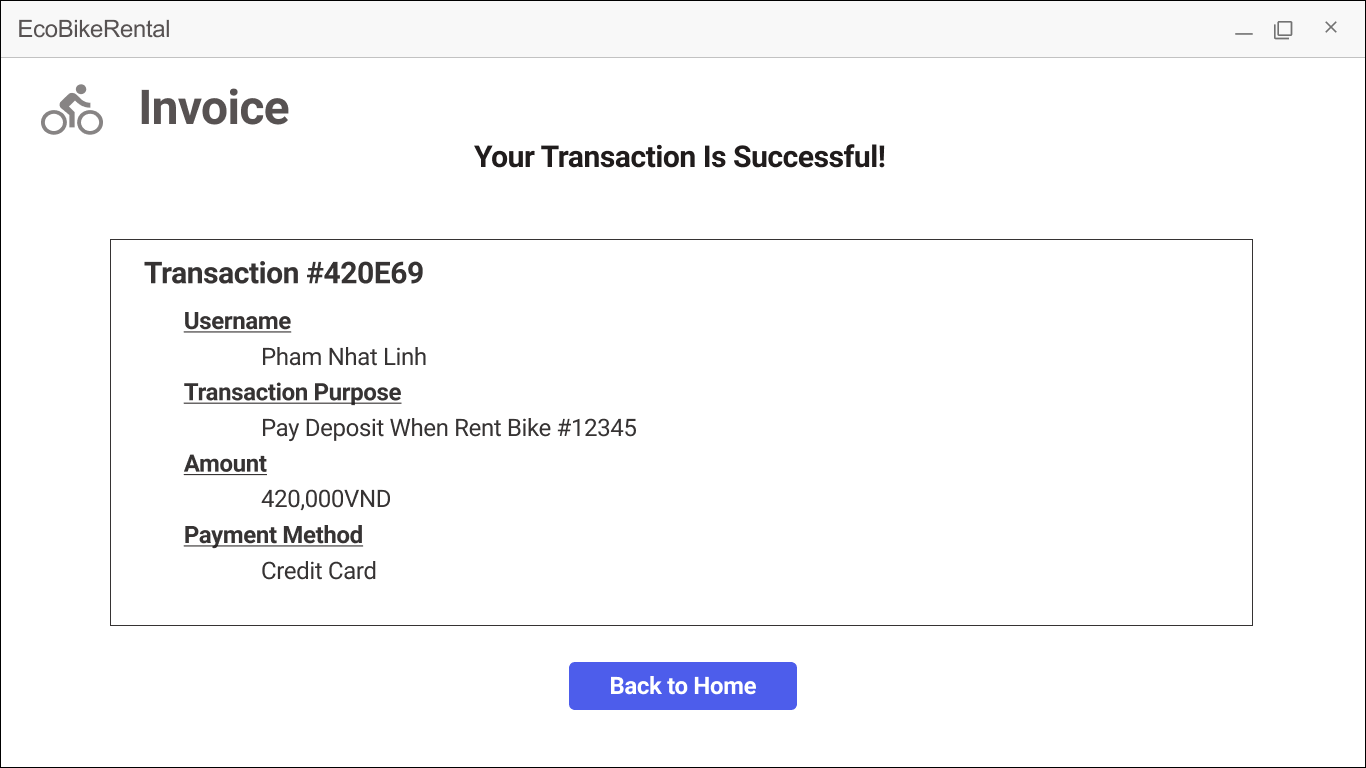 EcoBikeRental
Invoice
Your Transaction Is Successful!
Transaction #420E69
Username
Pham Nhat Linh
Transaction Purpose
Pay Deposit When Rent Bike #12345
Amount
420,000VND
Payment Method
Credit Card
Back to Home